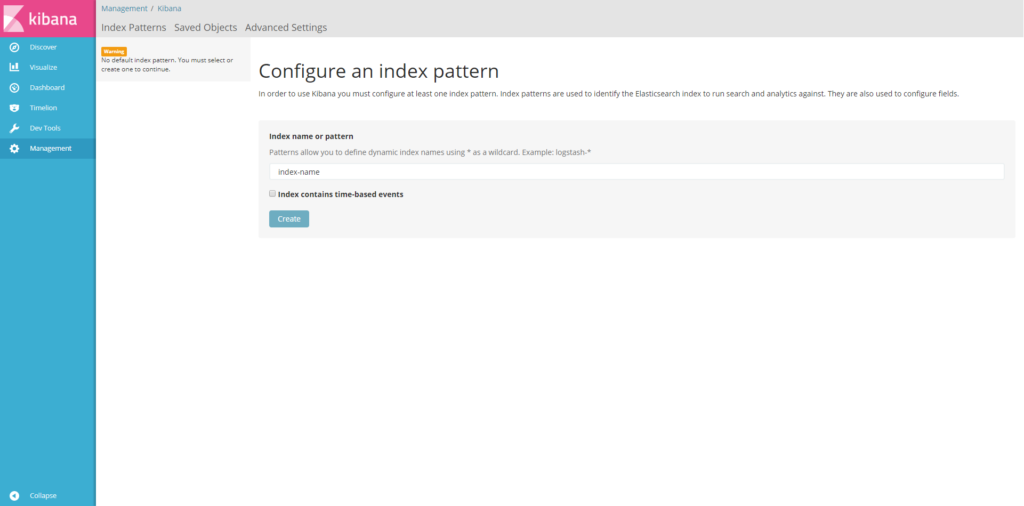 kibana
Discover
Visualize
Dashboard
Timelion
Dev Tools
Management
Collapse
Management / Kibana
Index Patterns Saved Objects Advanced Settings
Warning
No default index pattern. You must select or
create one to continue.
Configure an index pattern
In order to use Kibana you must configure at least one index pattern. Index patterns are used to identify the Elasticsearch index to run search and analytics against. They are also used to configure fields.
Index name or pattern
Patterns allow you to define dynamic index names using * as a wildcard. Example: logstash-*
index-name
Index contains time-based events
Create